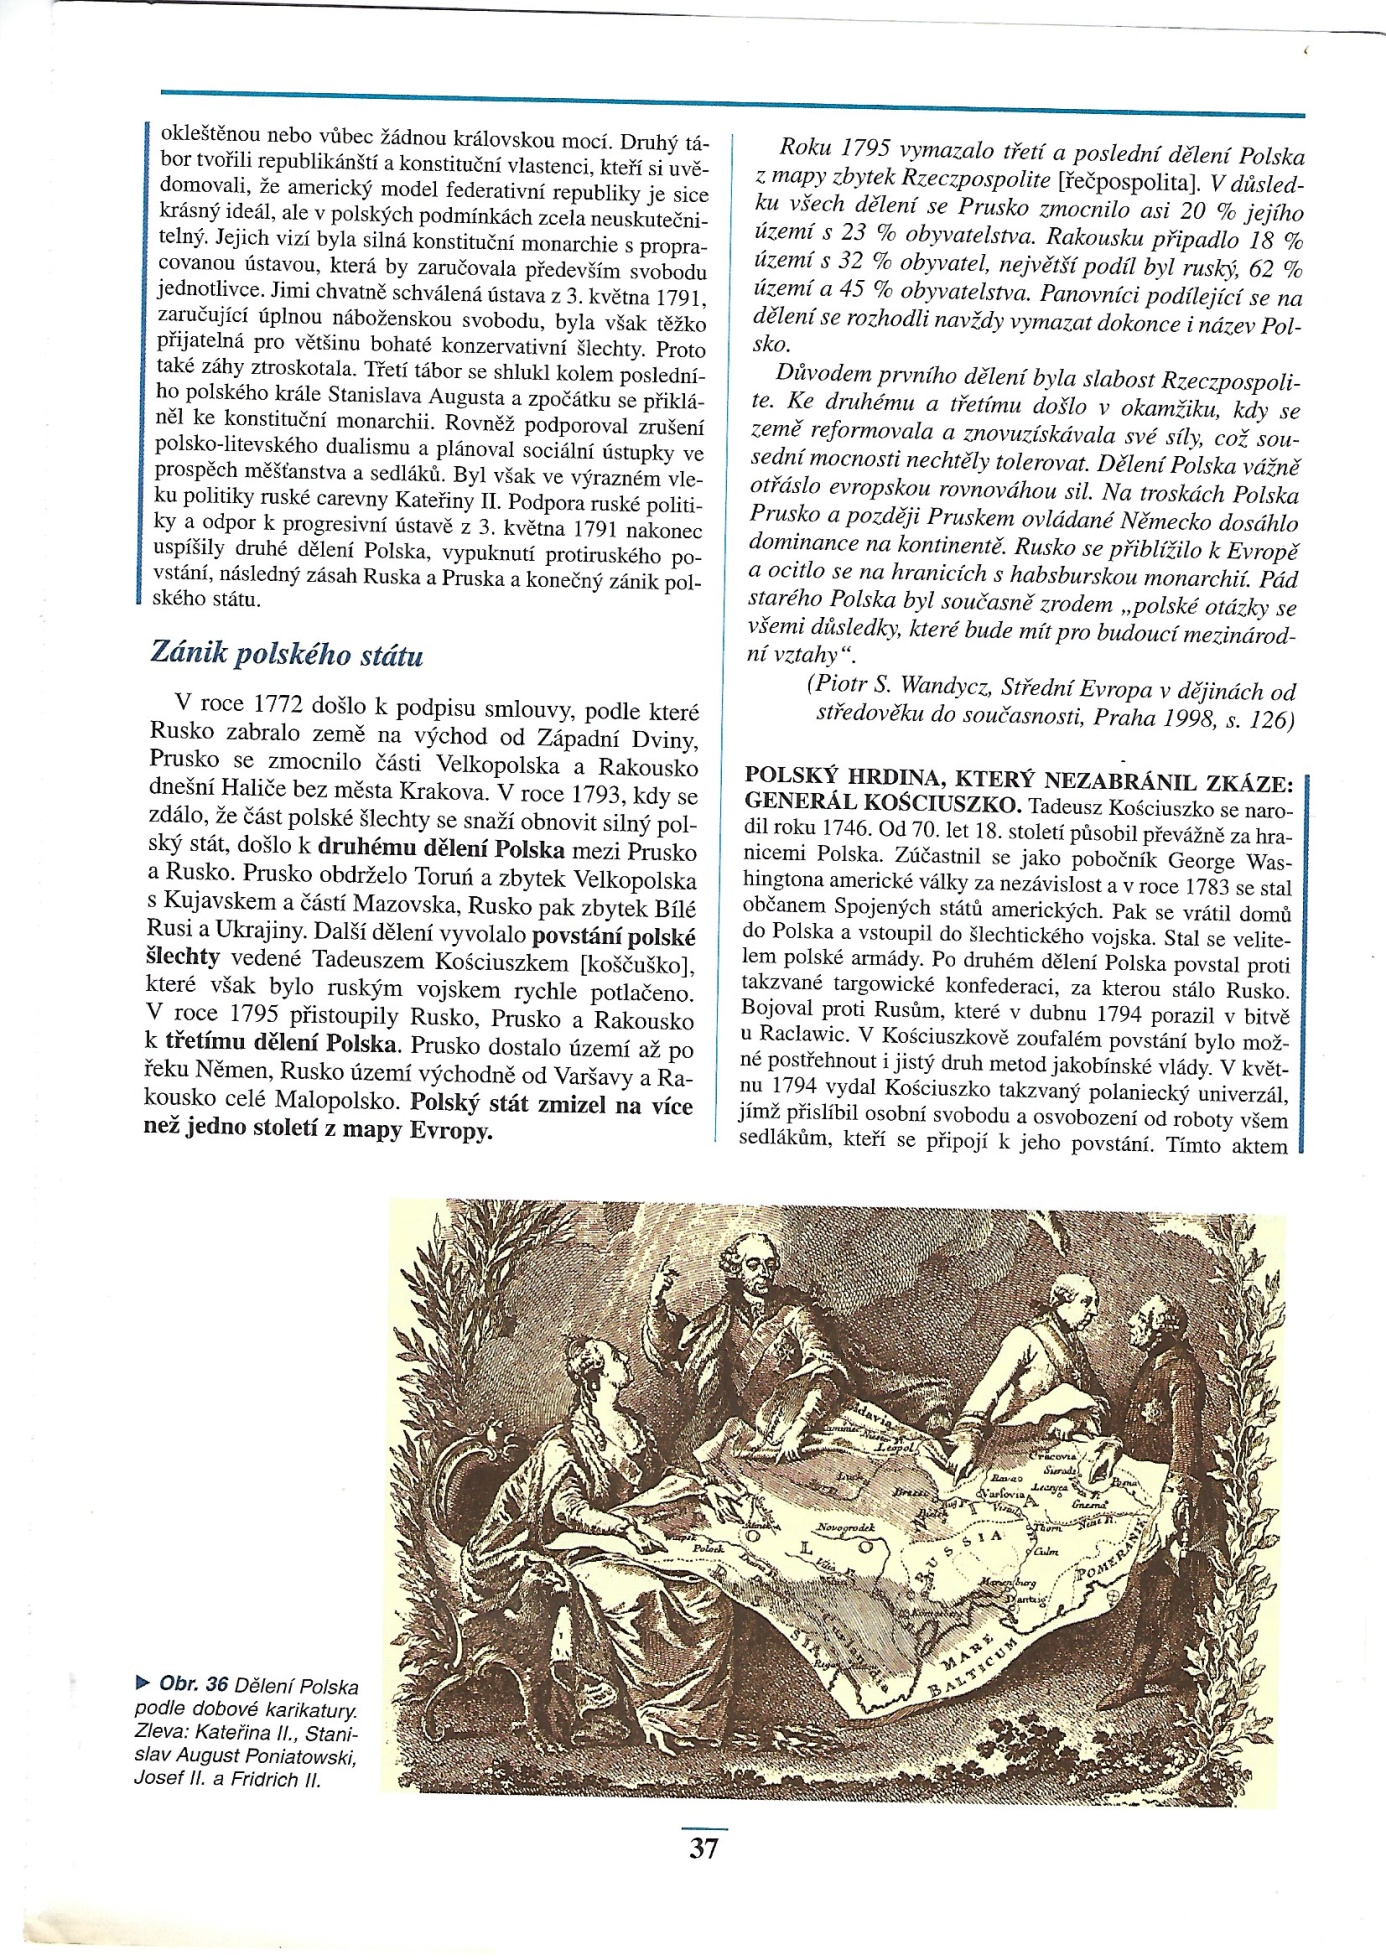 okleštěnou nebo vůbec žádnou královskou mocí. Druhý tá-
bor tvořili republikánští a konstituční vlastenci, kteří si uvě-
domovali, že americký model federativní republiky je sice
krásný ideál, ale v polských podmínkách zcela neuskutečni-
telný. Jejich vizí byla silná konstituční monarchie s propra-
covanou ústavou, která by zaručovala především svobodu
jednotlivce. Jimi chvatně schválená ústava z 3. května 1791,
zaručující úplnou náboženskou svobodu, byla však těžko
přijatelná pro většinu bohaté konzervativní šlechty. Proto
také záhy ztroskotala. Třetí tábor se shlukl kolem poslední-
ho polského krále Stanislava Augusta a zpočátku se přiklá-
něl ke konstituční monarchii. Rovněž podporoval zrušení
polsko-litevského dualismu a plánoval sociální ústupky ve
prospěch měšťanstva a sedláků. Byl však ve výrazném vle-
ku politiky ruské carevny Kateřiny II. Podpora ruské politi-
ky a odpor k progresivní ústavě z 3. května 1791 nakonec
uspíšily druhé dělení Polska, vypuknutí protiruského po-
vstání, následný zásah Ruska a Pruska a konečný zánik pol-
ského státu.
Zánik polského státu
V roce 1772 došlo k podpisu smlouvy, podle které
Rusko zabralo země na východ od Západní Dviny,
Prusko se zmocnilo části Velkopolska a Rakousko
dnešní Haliče bez města Krakova. V roce 1793, kdy se
zdálo, že část polské šlechty se snaží obnovit silný pol-
ský stát, došlo k druhému dělení Polska mezi Prusko
a Rusko. Prusko obdrželo Toruń a zbytek Velkopolska
s Kujavskem a částí Mazovska, Rusko pak zbytek Bílé
Rusi a Ukrajiny. Další dělení vyvolalo povstání polské
šlechty vedené Tadeuszem Kościuszkem [koščuško],
které však bylo ruským vojskem rychle potlačeno.
V roce 1795 přistoupily Rusko, Prusko a Rakousko
k třetímu dělení Polska. Prusko dostalo území až po
řeku Němen, Rusko území východně od Varšavy a Ra-
kousko celé Malopolsko. Polský stát zmizel na více
než jedno století z mapy Evropy.
Roku 1795 vymazalo třetí a poslední dělení Polska
z mapy zbytek Rzeczpospolite [řečpospolita]. V důsled-
ku všech dělení se Prusko zmocnilo asi 20 % jejího
území s 23 % obyvatelstva. Rakousku připadlo 18 %
území s 32 % obyvatel, největší podíl byl ruský, 62 %
území a 45 % obyvatelstva. Panovníci podílející se na
dělení se rozhodli navždy vymazat dokonce i název Pol-
sko.
Důvodem prvního dělení byla slabost Rzeczpospoli-
te. Ke druhému a třetímu došlo v okamžiku, kdy se
země reformovala a znovuzískávala své síly, což sou-
sední mocnosti nechtěly tolerovat. Dělení Polska vážně
otřáslo evropskou rovnováhou sil. Na troskách Polska
Prusko a později Pruskem ovládané Německo dosáhlo
dominance na kontinentě. Rusko se přiblížilo k Evropě
a ocitlo se na hranicích s habsburskou monarchií. Pád
starého Polska byl současně zrodem „polské otázky se
všemi důsledky, které bude mít pro budoucí mezinárod-
ní vztahy“.
(Piotr S. Wandycz, Střední Evropa v dějinách od
středověku do současnosti, Praha 1998, s. 126)
POLSKÝ HRDINA, KTERÝ NEZABRÁNIL ZKÁZE:
GENERÁL KOŚCIUSZKO. Tadeusz Kościuszko se naro-
dil roku 1746. Od 70. let 18. století působil převážně za hra-
nicemi Polska. Zúčastnil se jako pobočník George Was-
hingtona americké války za nezávislost a v roce 1783 se stal
občanem Spojených států amerických. Pak se vrátil domů
do Polska a vstoupil do šlechtického vojska. Stal se velite-
lem polské armády. Po druhém dělení Polska povstal proti
takzvané targowické konfederaci, za kterou stálo Rusko.
Bojoval proti Rusům, které v dubnu 1794 porazil v bitvě
u Raclawic. V Kościuszkově zoufalém povstání bylo mož-
né postřehnout i jistý druh metod jakobínské vlády. V květ-
nu 1794 vydal Kościuszko takzvaný polaniecký univerzál,
jímž přislíbil osobní svobodu a osvobození od roboty všem
sedlákům, kteří se připojí k jeho povstání. Tímto aktem
Leopol
Cracovia
Sierads
Rava
Varsovia
Gnesna
Novogrodek
Polock
O L O
RUSSIA
Thorn
Culm
POMERANIA
Marienburg
Dantzig
MARE
BALTICUM
► Obr. 36 Dělení Polska
podle dobové karikatury.
Zleva: Kateřina II., Stani-
slav August Poniatowski,
Josef II. a Fridrich II.
37